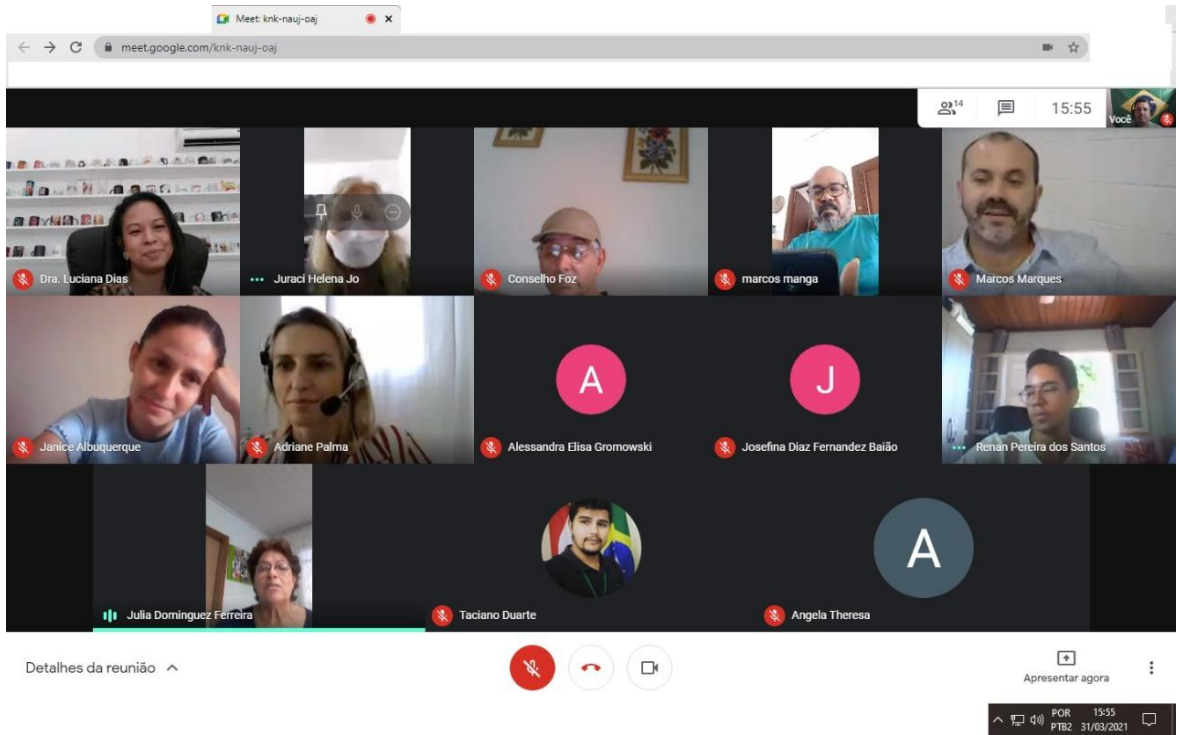 Meet: knk-nauj-oaj
meet.google.com/knk-nauj-oaj
14
15:55
Você
Dra. Luciana Dias
Juraci Helena Jo
Conselho Foz
marcos manga
Marcos Marques
Janice Albuquerque
Adriane Palma
A
Alessandra Elisa Gromowski
J
Josefina Diaz Fernandez Baião
Renan Pereira dos Santos
Julia Dominguez Ferreira
Taciano Duarte
A
Angela Theresa
Detalhes da reunião
Apresentar agora
POR 15:55
PTB2 31/03/2021